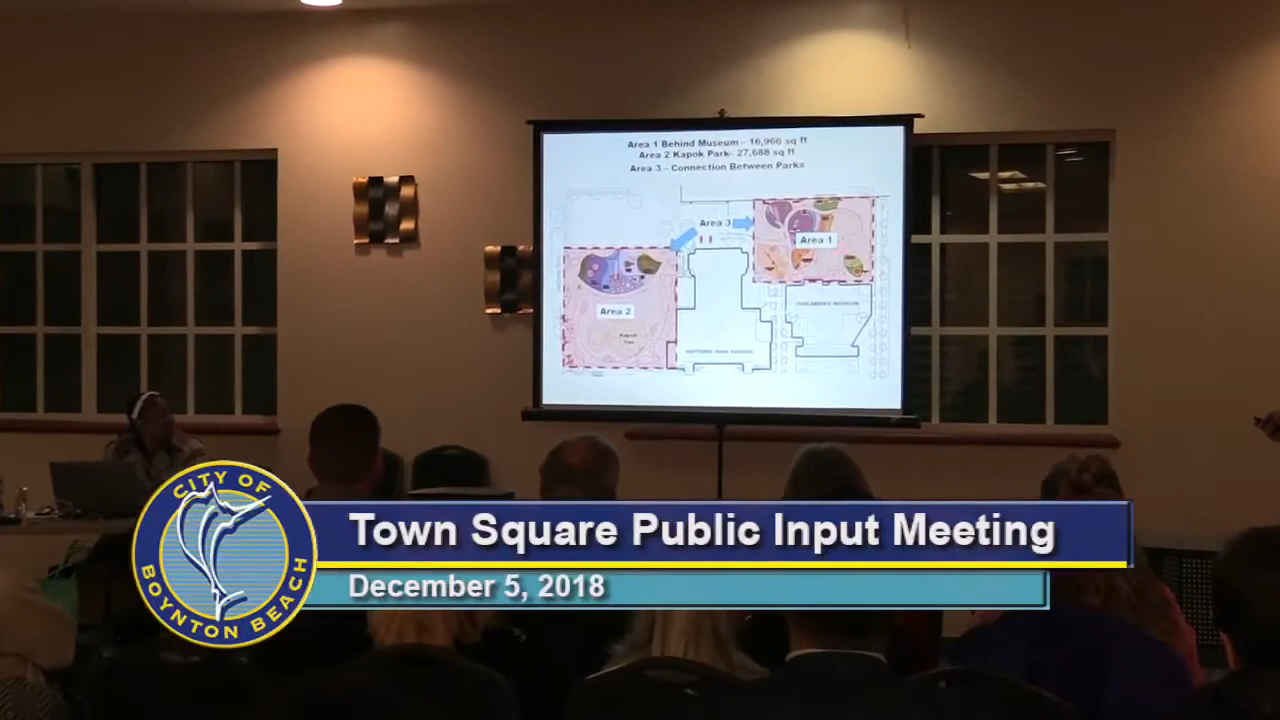 Area 1 Behind Museum – 16,966 sq ft
Area 2 Kapok Park– 27,688 sq ft
Area 3 – Connection Between Parks
Area 3
Area 1
Area 2
Kapok
Tree
CITY OF
BOYNTON BEACH
Town Square Public Input Meeting
December 5, 2018